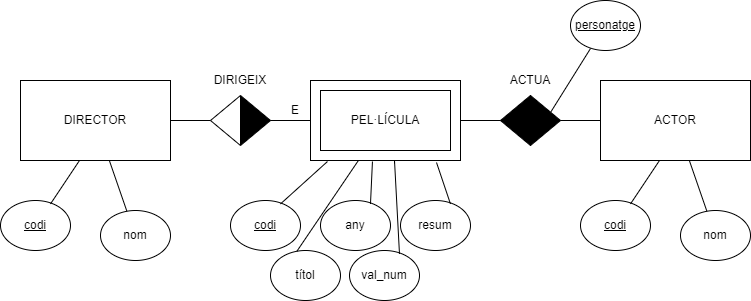 personatge
DIRIGEIX
ACTUA
DIRECTOR
E
PEL·LÍCULA
ACTOR
codi
nom
codi
any
resum
codi
nom
títol
val_num